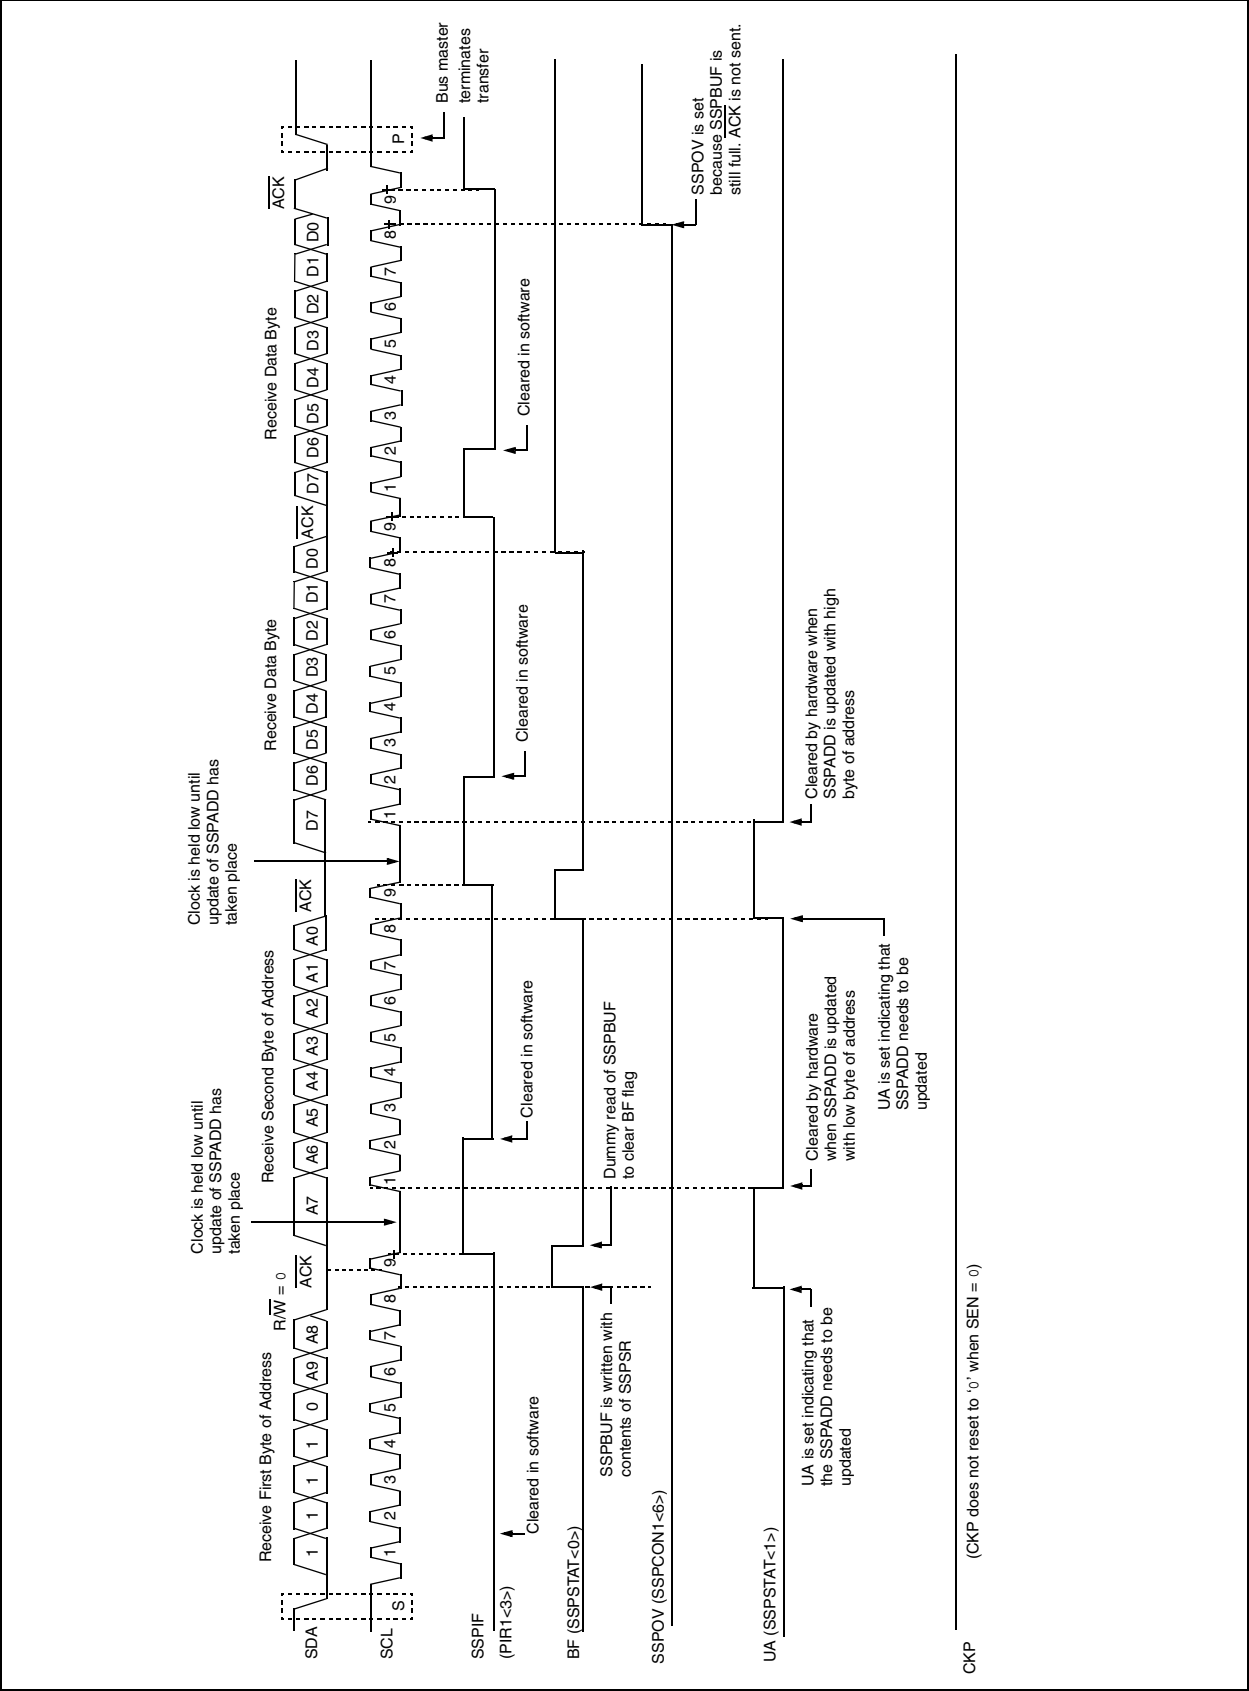 Clock is held low until
update of SSPADD has
taken place
Clock is held low until
update of SSPADD has
taken place
Receive First Byte of Address
R/W = 0
Receive Second Byte of Address
Receive Data Byte
Receive Data Byte
ACK
SDA
1
1
1
1
0
A9
A8
ACK
A7
A6
A5
A4
A3
A2
A1
A0
ACK
D7
D6
D5
D4
D3
D2
D1
D0
ACK
D7
D6
D5
D4
D3
D2
D1
D0
SCL
S
1
2
3
4
5
6
7
8
9
1
2
3
4
5
6
7
8
9
1
2
3
4
5
6
7
8
9
1
2
3
4
5
6
7
8
9
P
Bus master
terminates
transfer
SSPIF
(PIR1<3>)
Cleared in software
Cleared in software
Cleared in software
Cleared in software
BF (SSPSTAT<0>)
SSPBUF is written with
contents of SSPSR
Dummy read of SSPBUF
to clear BF flag
SSPOV (SSPCON1<6>)
SSPOV is set
because SSPBUF is
still full. ACK is not sent.
UA (SSPSTAT<1>)
UA is set indicating that
the SSPADD needs to be
updated
Cleared by hardware
when SSPADD is updated
with low byte of address
UA is set indicating that
SSPADD needs to be
updated
Cleared by hardware when
SSPADD is updated with high
byte of address
CKP
(CKP does not reset to ‘0’ when SEN = 0)